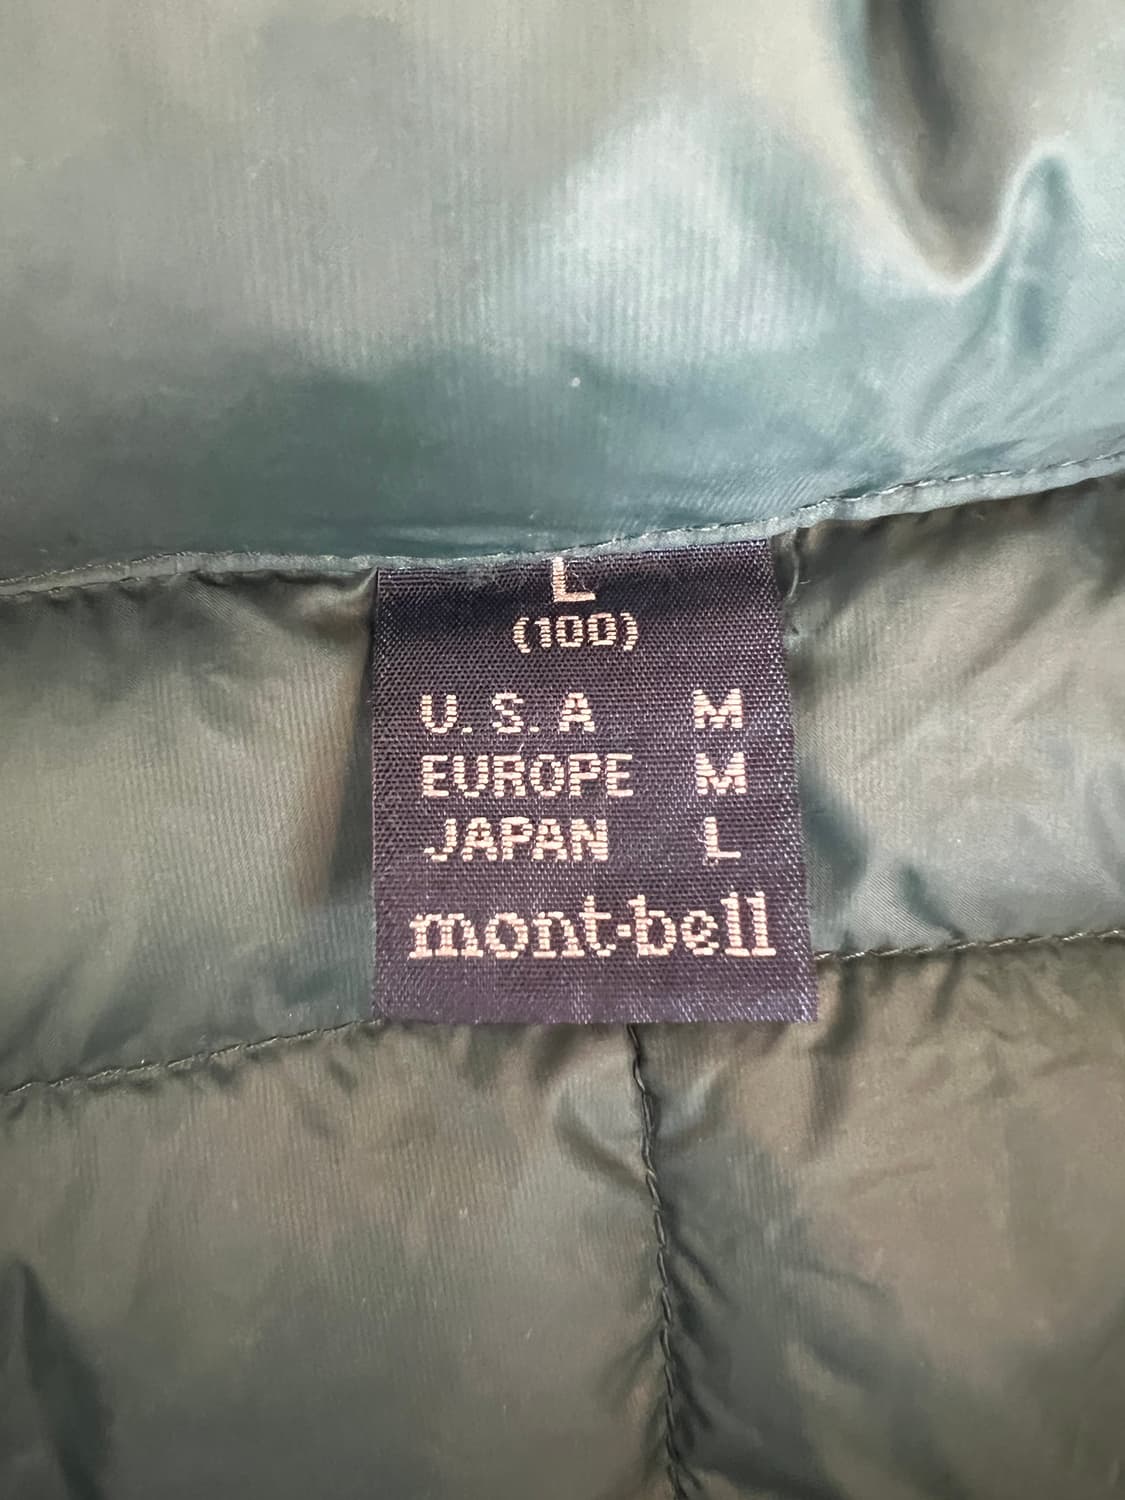 L
(100)
U.S.A M
EUROPE M
JAPAN L
mont·bell